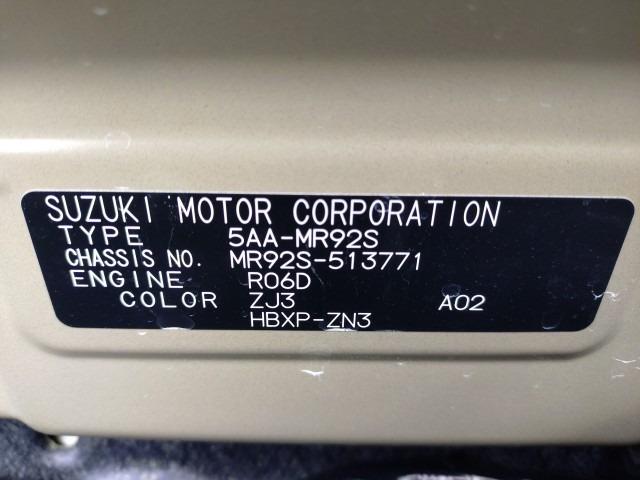 SUZUKI MOTOR CORPORATION
TYPE 5AA-MR92S
CHASSIS NO. MR92S-513771
ENGINE R06D
COLOR ZJ3 A02
HBXP-ZN3